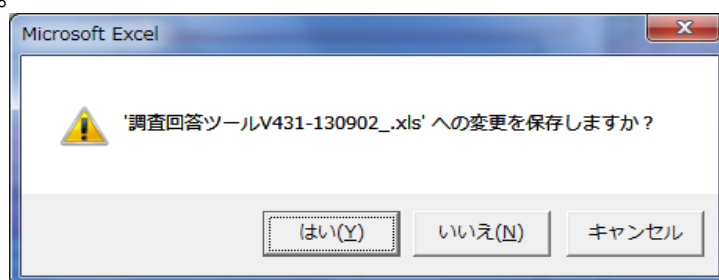 。
Microsoft Excel
'調査回答ツールV431-130902_.xls' への変更を保存しますか？
はい(Y)
いいえ(N)
キャンセル